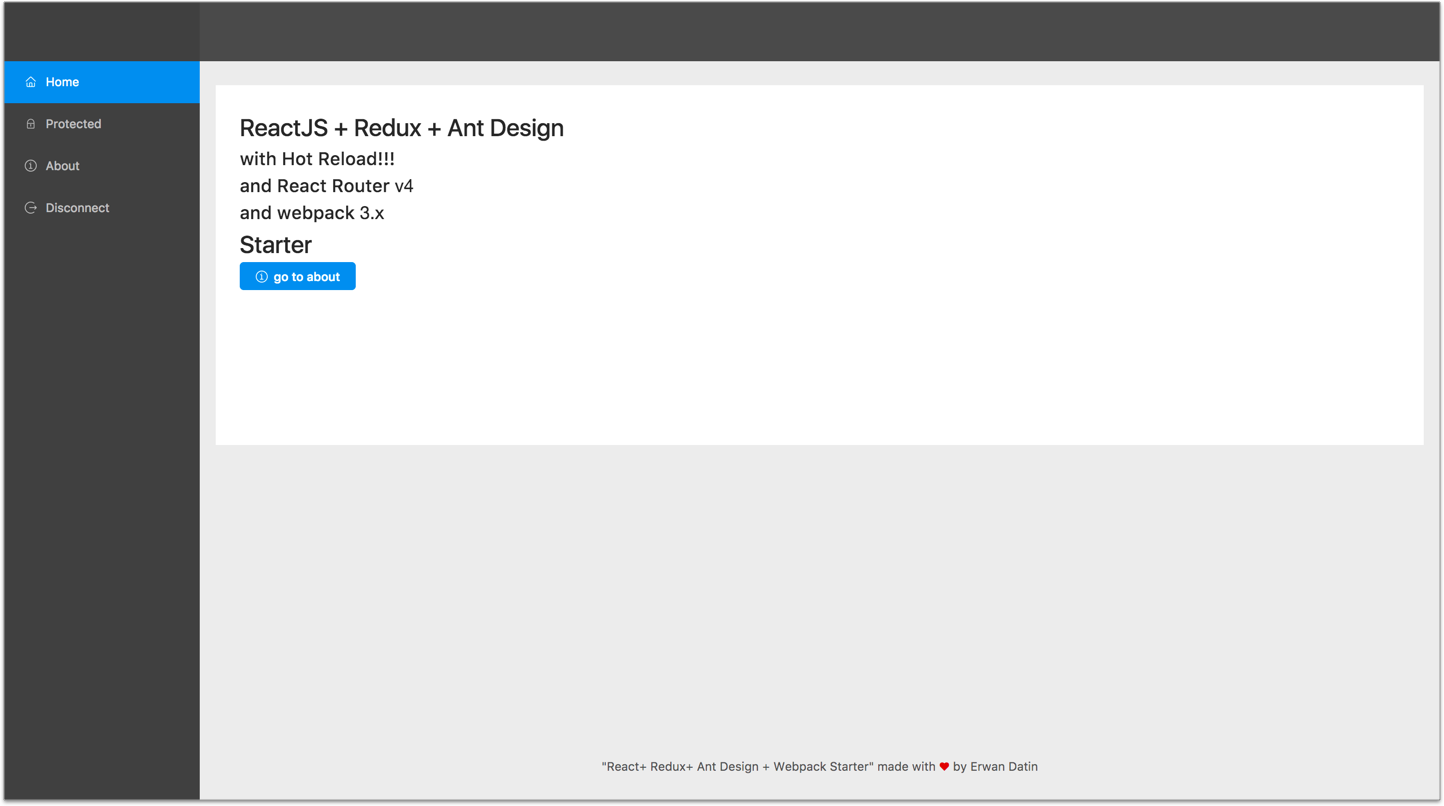 Home
Protected
About
Disconnect
ReactJS + Redux + Ant Design
with Hot Reload!!!
and React Router v4
and webpack 3.x
Starter
go to about
"React+ Redux+ Ant Design + Webpack Starter" made with ♥ by Erwan Datin